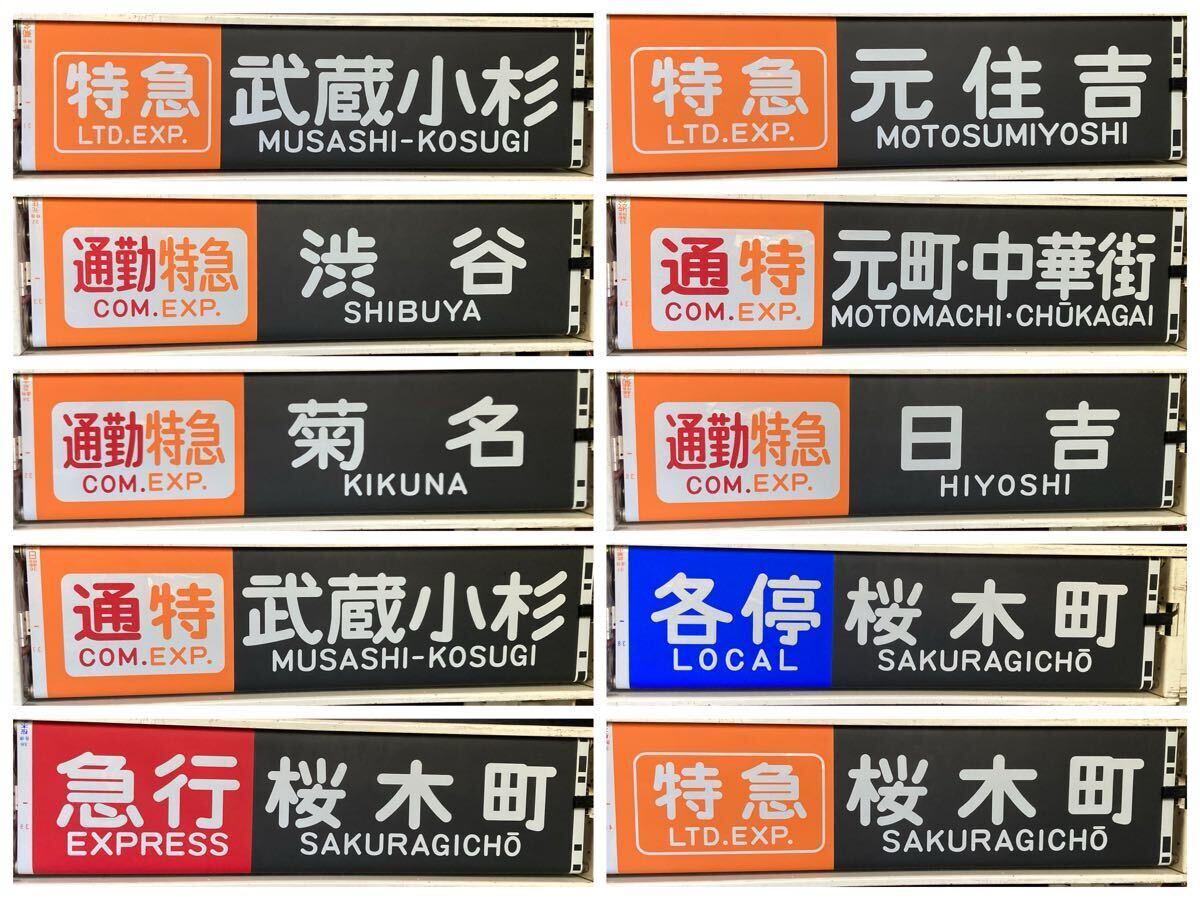 特急 武蔵小杉
LTD.EXP. MUSASHI-KOSUGI
特急 元住吉
LTD.EXP. MOTOSUMIYOSHI
通勤特急 渋谷
COM.EXP. SHIBUYA
通特 元町・中華街
COM.EXP. MOTOMACHI・CHŪKAGAI
通勤特急 菊名
COM.EXP. KIKUNA
通勤特急 日吉
COM.EXP. HIYOSHI
通特 武蔵小杉
COM.EXP. MUSASHI-KOSUGI
各停 桜木町
LOCAL SAKURAGICHŌ
急行 桜木町
EXPRESS SAKURAGICHŌ
特急 桜木町
LTD.EXP. SAKURAGICHŌ